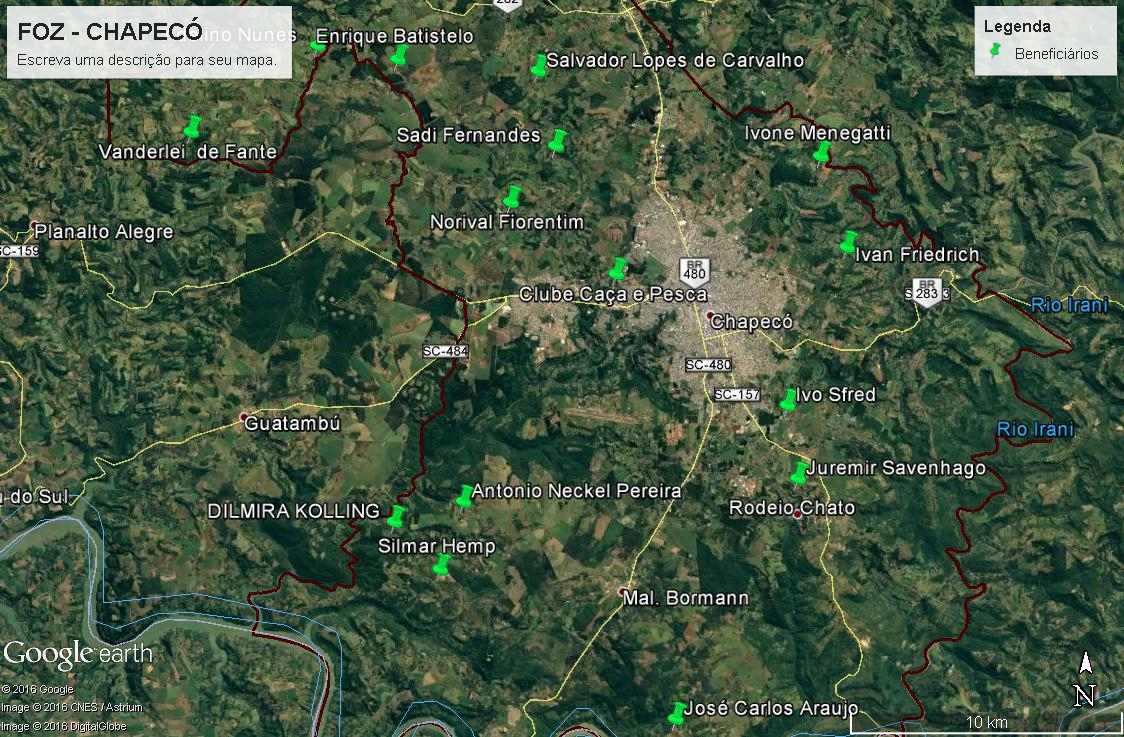 FOZ - CHAPECÓ
Escreva uma descrição para seu mapa.
Nunes
Enrique Batistelo
Salvador Lopes de Carvalho
Legenda
Beneficiários
Sadi Fernandes
Ivone Menegatti
Vanderlei de Fante
Norival Fiorentim
Planalto Alegre
SC-159
Ivan Friedrich
BR
480
Clube Caça e Pesca
BR
283
Rio Irani
Chapecó
SC-484
SC-480
SC-157
Ivo Sfred
Guatambú
Rio Irani
Juremir Savenhago
Antonio Neckel Pereira
do Sul
DILMIRA KOLLING
Rodeio Chato
Silmar Hemp
Mal. Bormann
Google earth
© 2016 Google
Image © 2016 CNES / Astrium
Image © 2016 DigitalGlobe
José Carlos Araujo
10 km
N